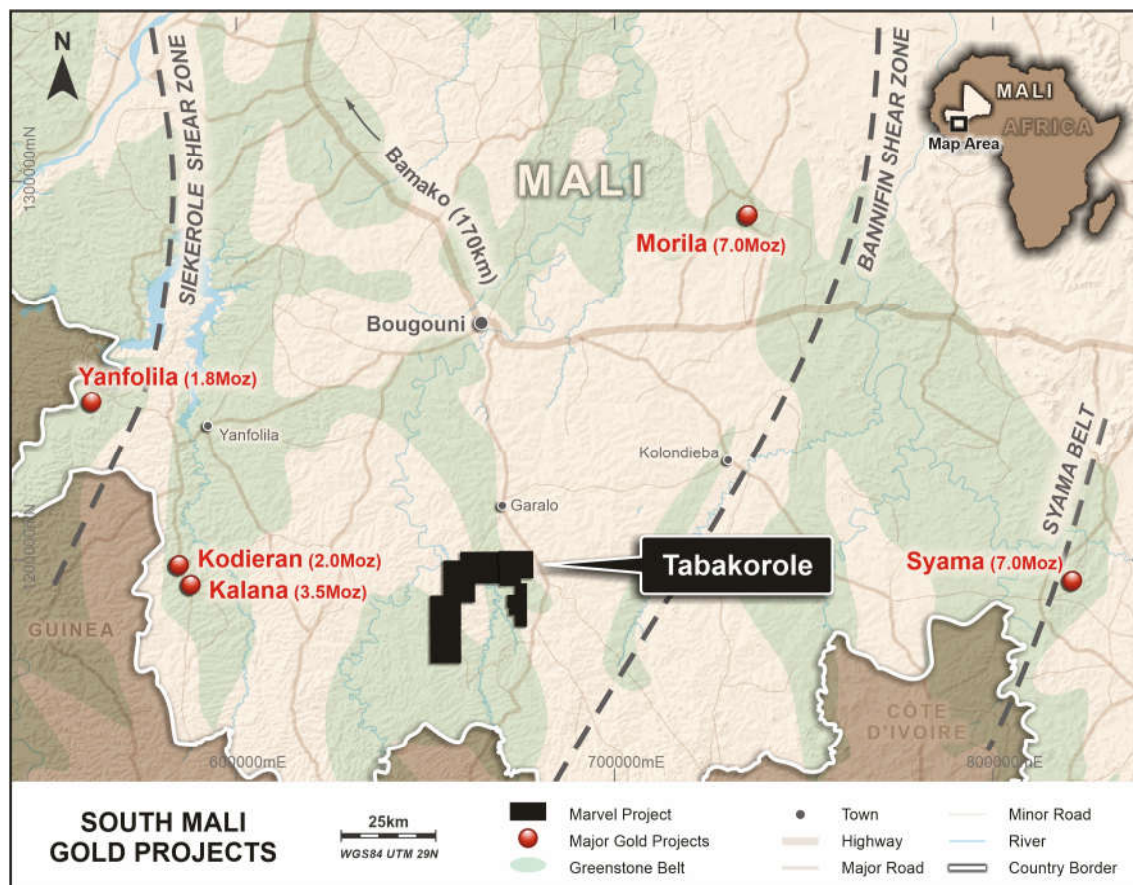 N
SIEKEROLE SHEAR ZONE
Bamako (170km)
MALI
BANNIFIN SHEAR ZONE
MALI
AFRICA
Map Area
1300000mN
Morila (7.0Moz)
Bougouni
Yanfolila (1.8Moz)
Yanfolila
Kolondieba
SYAMA BELT
Garalo
1200000mN
Kodieran (2.0Moz)
Kalana (3.5Moz)
Tabakorole
Syama (7.0Moz)
GUINEA
CÔTE
D'IVOIRE
600000mE
700000mE
800000mE
SOUTH MALI
GOLD PROJECTS
25km
WGS84 UTM 29N
Marvel Project
Major Gold Projects
Greenstone Belt
Town
Highway
Major Road
Minor Road
River
Country Border